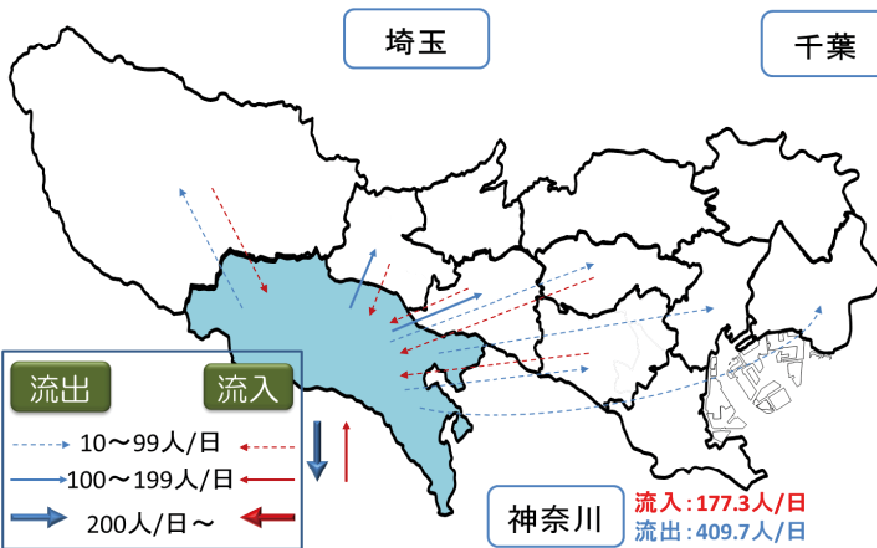 埼玉
千葉
流出
流入
10～99人/日
100～199人/日
200人/日～
神奈川
流入：177.3人/日
流出：409.7人/日